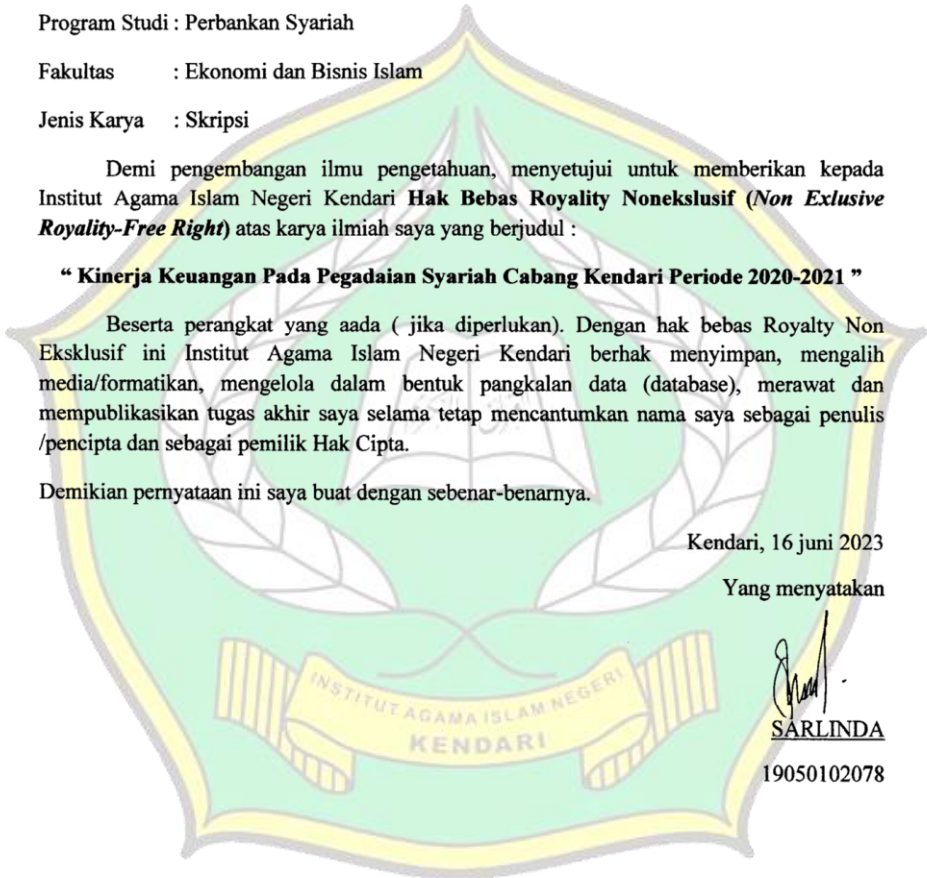 Program Studi : Perbankan Syariah
Fakultas : Ekonomi dan Bisnis Islam
Jenis Karya : Skripsi
Demi pengembangan ilmu pengetahuan, menyetujui untuk memberikan kepada
Institut Agama Islam Negeri Kendari Hak Bebas Royality Nonekslusif (Non Exlusive
Royality-Free Right) atas karya ilmiah saya yang berjudul :
“ Kinerja Keuangan Pada Pegadaian Syariah Cabang Kendari Periode 2020-2021 ”
Beserta perangkat yang aada ( jika diperlukan). Dengan hak bebas Royalty Non
Eksklusif ini Institut Agama Islam Negeri Kendari berhak menyimpan, mengalih
media/formatikan, mengelola dalam bentuk pangkalan data (database), merawat dan
mempublikasikan tugas akhir saya selama tetap mencantumkan nama saya sebagai penulis
/pencipta dan sebagai pemilik Hak Cipta.
Demikian pernyataan ini saya buat dengan sebenar-benarnya.
Kendari, 16 juni 2023
Yang menyatakan
SARLINDA
19050102078
INSTITUT AGAMA ISLAM NEGERI
KENDARI